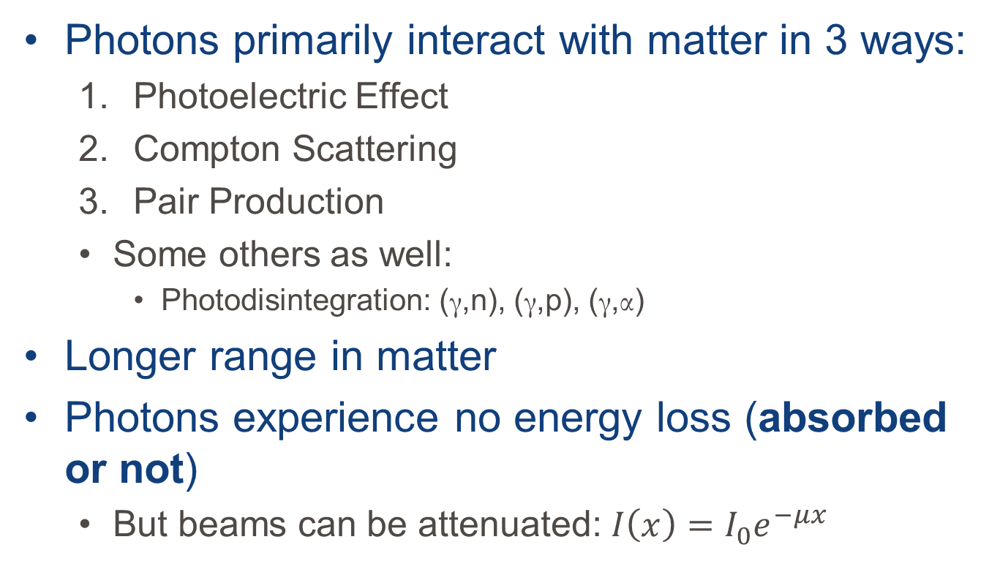 • Photons primarily interact with matter in 3 ways:
1. Photoelectric Effect
2. Compton Scattering
3. Pair Production
• Some others as well:
• Photodisintegration: (γ,n), (γ,p), (γ,α)
• Longer range in matter
• Photons experience no energy loss (absorbed
or not)
• But beams can be attenuated: I(x) = I₀e^{−μx}